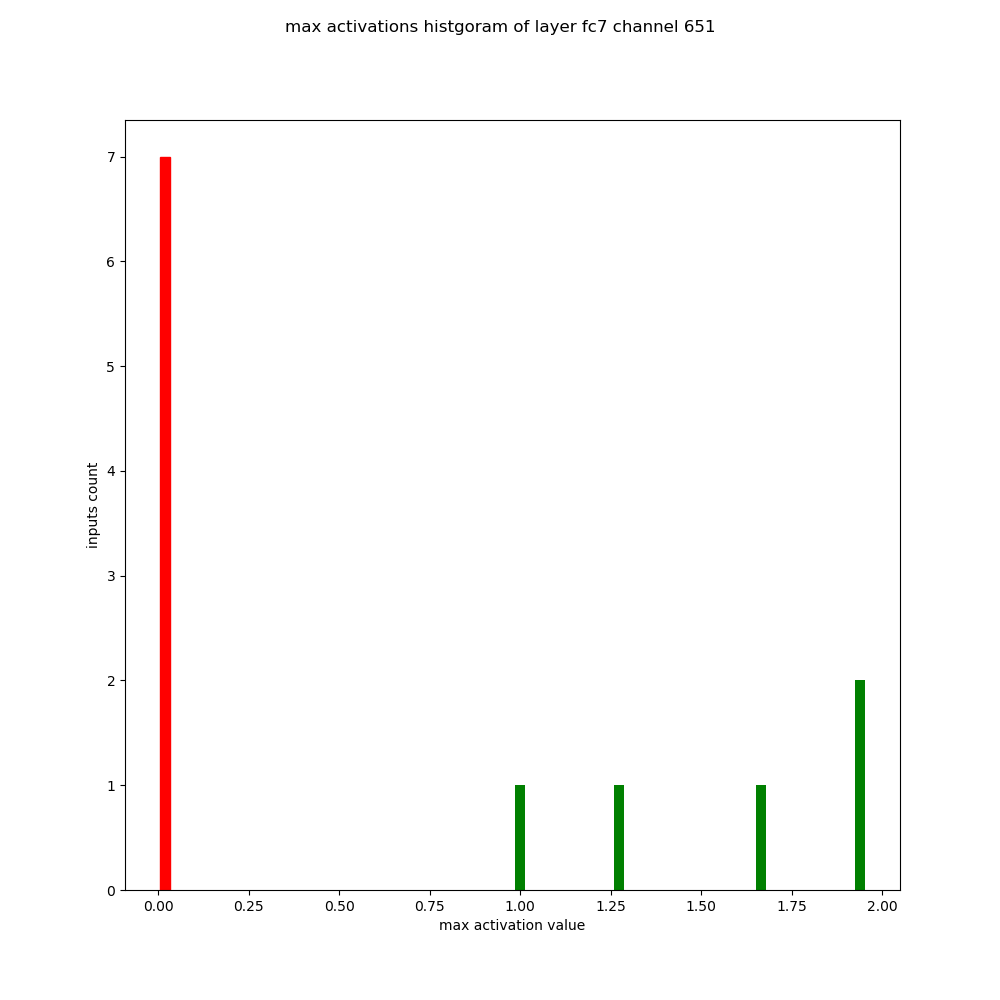 max activations histgoram of layer fc7 channel 651
7
6
5
4
3
2
1
0
inputs count
0.00 0.25 0.50 0.75 1.00 1.25 1.50 1.75 2.00
max activation value